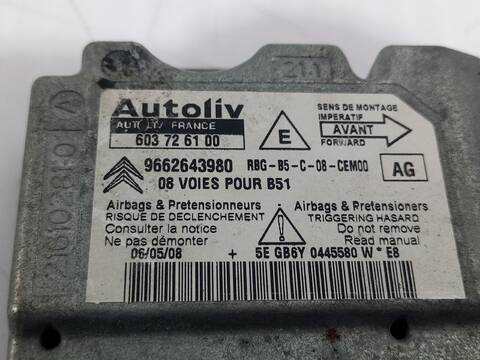 211
Autoliv
AUTOLIV FRANCE
603 72 61 00
E
SENS DE MONTAGE
IMPERATIF
AVANT
FORWARD
9662643980 RBG-B5-C-08-CEM00
AG
08 VOIES POUR B51
Airbags & Pretensioners
RISQUE DE DECLENCHEMENT
Consulter la notice
Ne pas démonter
06/05/08
Airbags & Pretensioners
TRIGGERING HASARD
Do not remove
Read manual
+ 5E GB6Y 0445580 W * E8